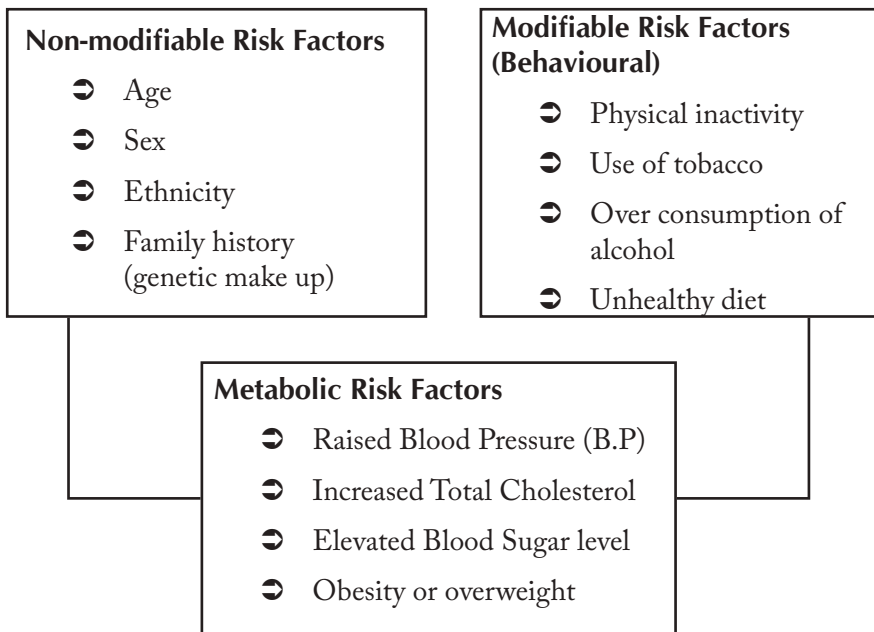 Non-modifiable Risk Factors
➲ Age
➲ Sex
➲ Ethnicity
➲ Family history
(genetic make up)
Modifiable Risk Factors
(Behavioural)
➲ Physical inactivity
➲ Use of tobacco
➲ Over consumption of
alcohol
➲ Unhealthy diet
Metabolic Risk Factors
➲ Raised Blood Pressure (B.P)
➲ Increased Total Cholesterol
➲ Elevated Blood Sugar level
➲ Obesity or overweight